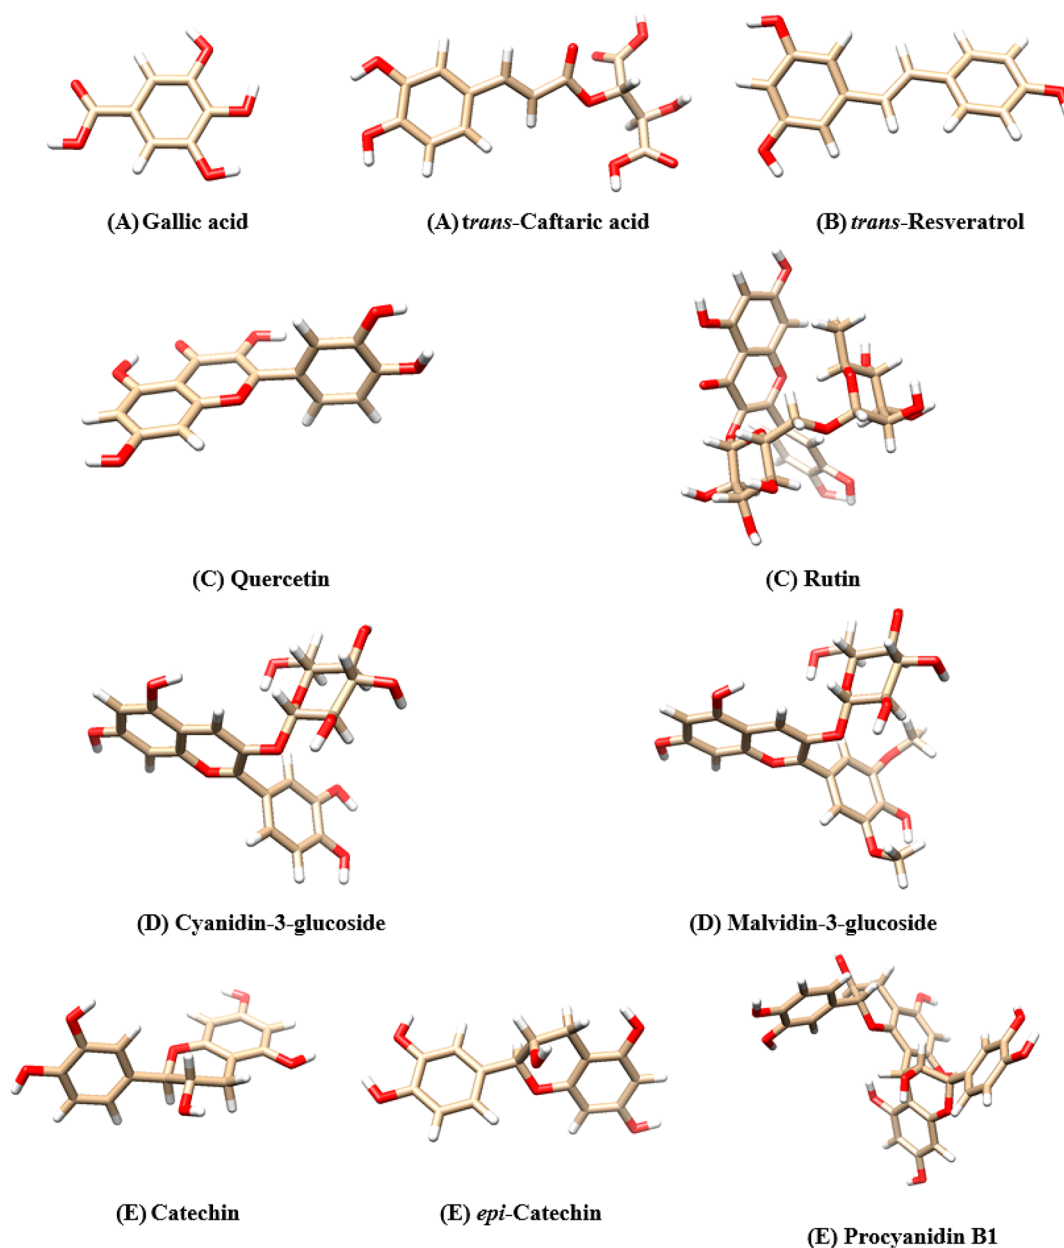 (A) Gallic acid
(A) trans-Caftaric acid
(B) trans-Resveratrol
(C) Quercetin
(C) Rutin
(D) Cyanidin-3-glucoside
(D) Malvidin-3-glucoside
(E) Catechin
(E) epi-Catechin
(E) Procyanidin B1